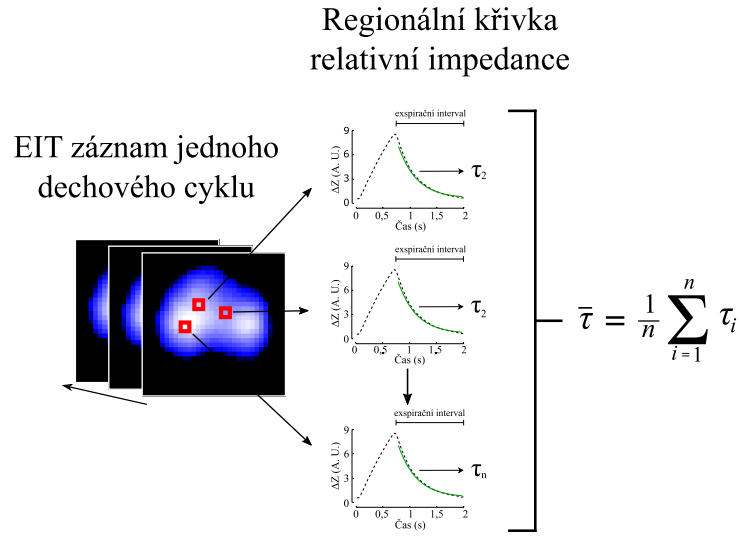 Regionální křivka
relativní impedance
EIT záznam jednoho
dechového cyklu
exspirační interval
ΔZ (A. U.)
9
6
3
0
0 0,5 1 1,5 2
Čas (s)
τ2
exspirační interval
ΔZ (A. U.)
9
6
3
0
0 0,5 1 1,5 2
Čas (s)
τ2
exspirační interval
ΔZ (A. U.)
9
6
3
0
0 0,5 1 1,5 2
Čas (s)
τn
τ̅ = 1/n ∑ i=1 n τi